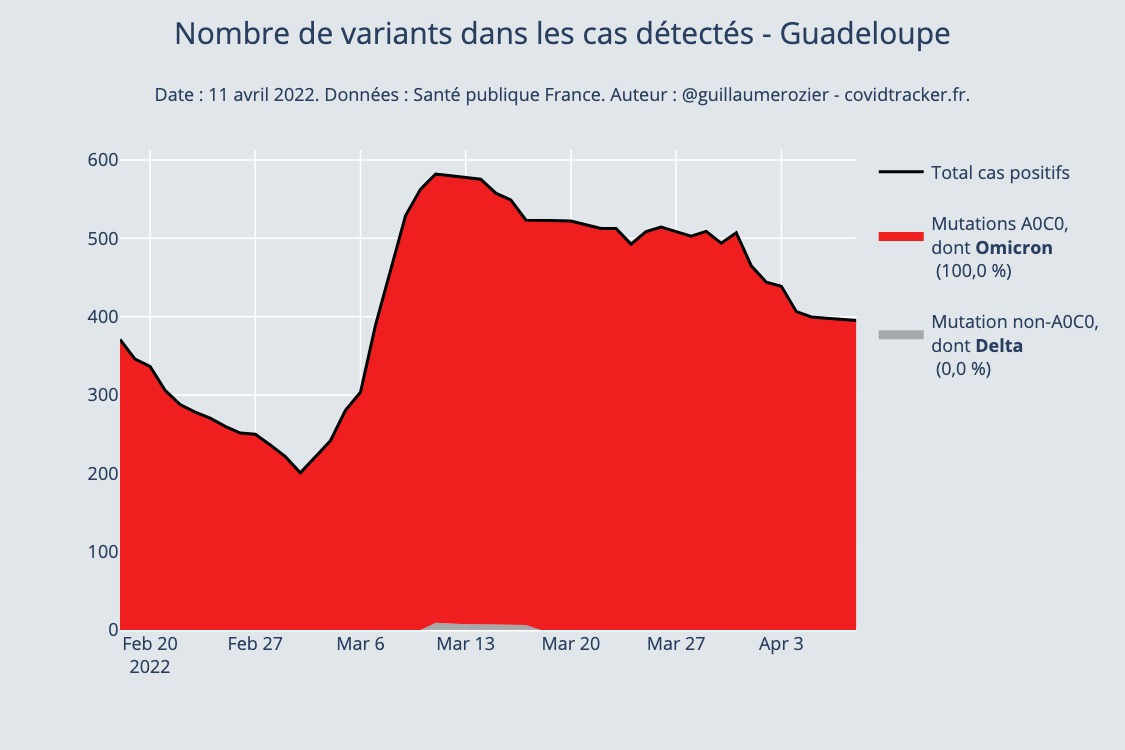 Nombre de variants dans les cas détectés - Guadeloupe
Date : 11 avril 2022. Données : Santé publique France. Auteur : @guillaumerozier - covidtracker.fr.
600
500
400
300
200
100
0
Feb 20
2022
Feb 27
Mar 6
Mar 13
Mar 20
Mar 27
Apr 3
Total cas positifs
Mutations A0C0,
dont Omicron
(100,0 %)
Mutation non-A0C0,
dont Delta
(0,0 %)